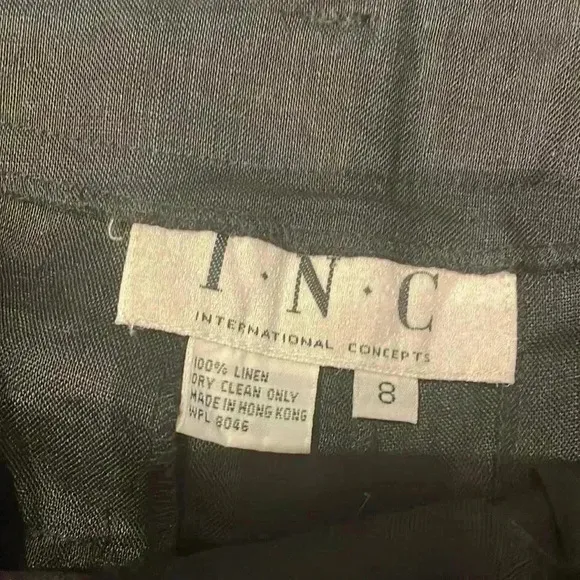 I · N · C
INTERNATIONAL CONCEPTS
100% LINEN
DRY CLEAN ONLY
MADE IN HONG KONG
WPL 8046
8